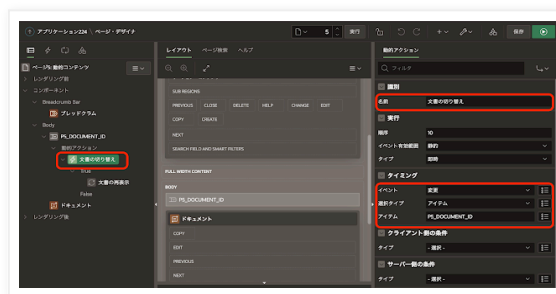 アプリケーション224 \ ページ・デザイナ
5
実行
保存
ページ5: 動的コンテンツ
レンダリング前
コンポーネント
Breadcrumb Bar
ブレッドクラム
Body
P5_DOCUMENT_ID
動的アクション
文書の切り替え
True
文書の再表示
False
ドキュメント
レンダリング後
レイアウト
ページ検索
ヘルプ
SUB REGIONS
PREVIOUS
CLOSE
DELETE
HELP
CHANGE
EDIT
COPY
CREATE
NEXT
SEARCH FIELD AND SMART FILTERS
FULL WIDTH CONTENT
BODY
P5_DOCUMENT_ID
ドキュメント
COPY
EDIT
PREVIOUS
NEXT
動的アクション
フィルタ
識別
名前 文書の切り替え
実行
順序 10
イベント有効範囲 静的
タイプ 即時
タイミング
イベント 変更
選択タイプ アイテム
アイテム P5_DOCUMENT_ID
クライアント側の条件
タイプ - 選択 -
サーバー側の条件
タイプ - 選択 -